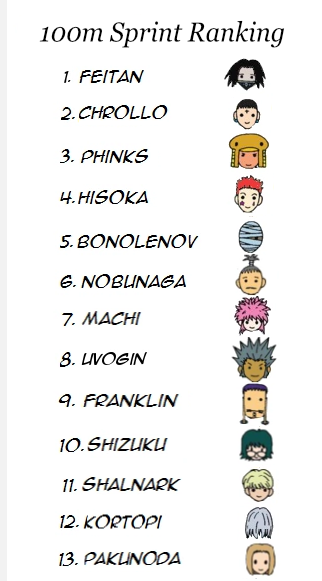 100m Sprint Ranking
1. FEITAN
2. CHROLLO
3. PHINKS
4. HISOKA
5. BONOLENOV
6. NOBUNAGA
7. MACHI
8. UVOGIN
9. FRANKLIN
10. SHIZUKU
11. SHALNARK
12. KORTOPI
13. PAKUNODA